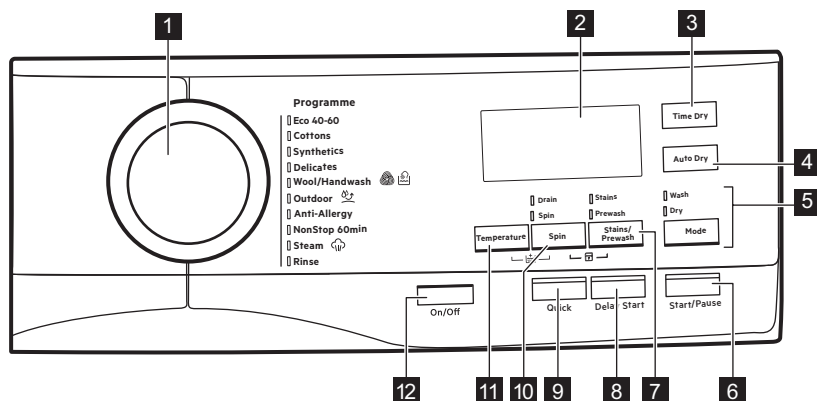 1
2
3
Programme
Eco 40-60
Cottons
Synthetics
Delicates
Wool/Handwash
Outdoor
Anti-Allergy
NonStop 60min
Steam
Rinse
Time Dry
Auto Dry
4
Drain
Spin
Stains
Prewash
Wash
Dry
5
Temperature
Spin
Stains/
Prewash
Mode
On/Off
Quick
Delay Start
Start/Pause
12
11
10
9
8
7
6